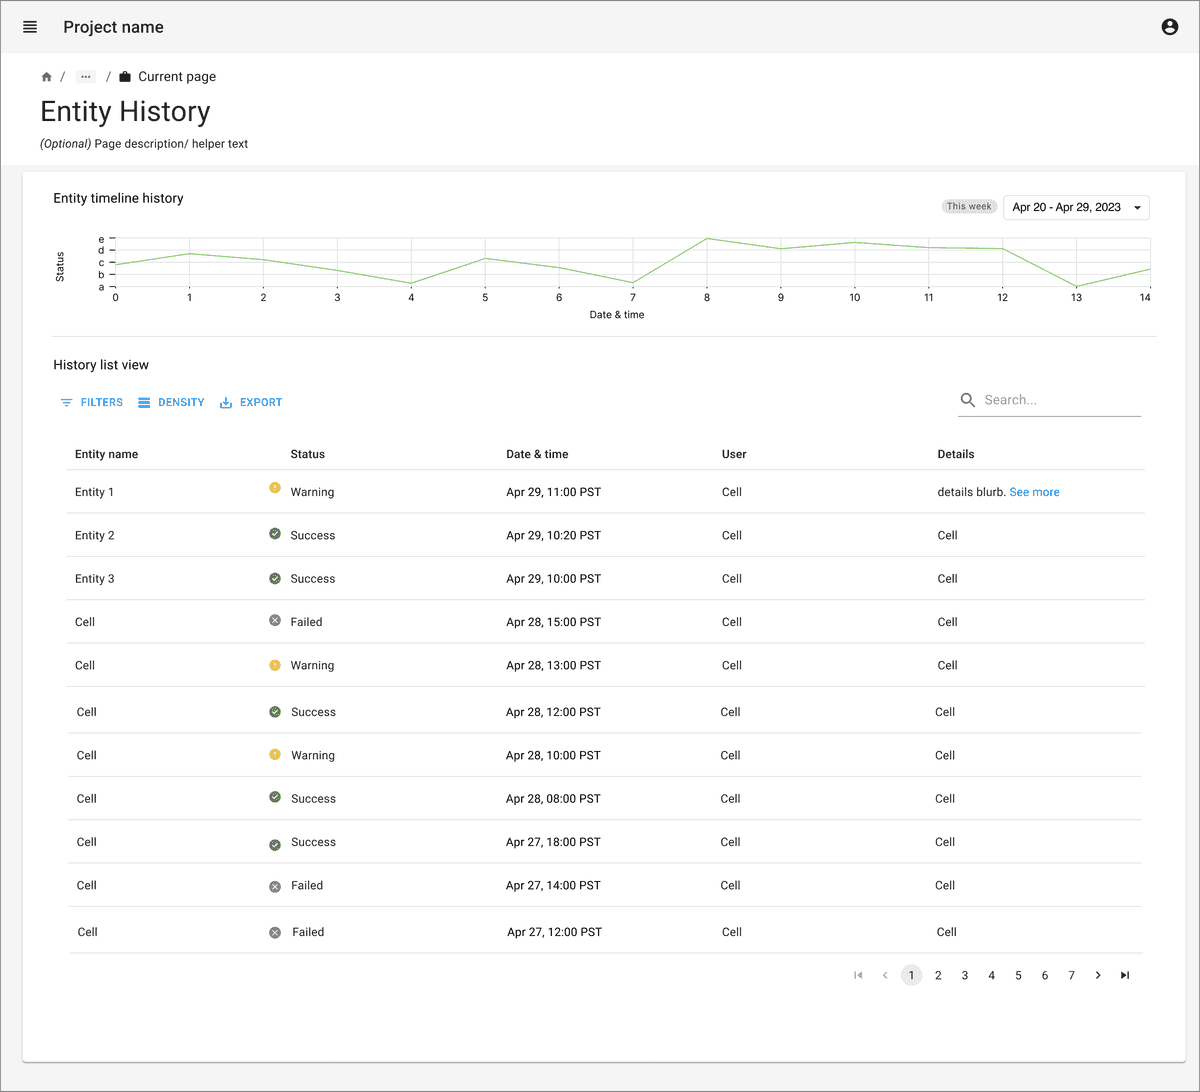 Project name
/ ... / Current page
Entity History
(Optional) Page description/ helper text
Entity timeline history
This week Apr 20 - Apr 29, 2023
Status
e
d
c
b
a
0 1 2 3 4 5 6 7 8 9 10 11 12 13 14
Date & time
History list view
FILTERS DENSITY EXPORT Search...
Entity name Status Date & time User Details
Entity 1 Warning Apr 29, 11:00 PST Cell details blurb. See more
Entity 2 Success Apr 29, 10:20 PST Cell Cell
Entity 3 Success Apr 29, 10:00 PST Cell Cell
Cell Failed Apr 28, 15:00 PST Cell Cell
Cell Warning Apr 28, 13:00 PST Cell Cell
Cell Success Apr 28, 12:00 PST Cell Cell
Cell Warning Apr 28, 10:00 PST Cell Cell
Cell Success Apr 28, 08:00 PST Cell Cell
Cell Success Apr 27, 18:00 PST Cell Cell
Cell Failed Apr 27, 14:00 PST Cell Cell
Cell Failed Apr 27, 12:00 PST Cell Cell
1 2 3 4 5 6 7